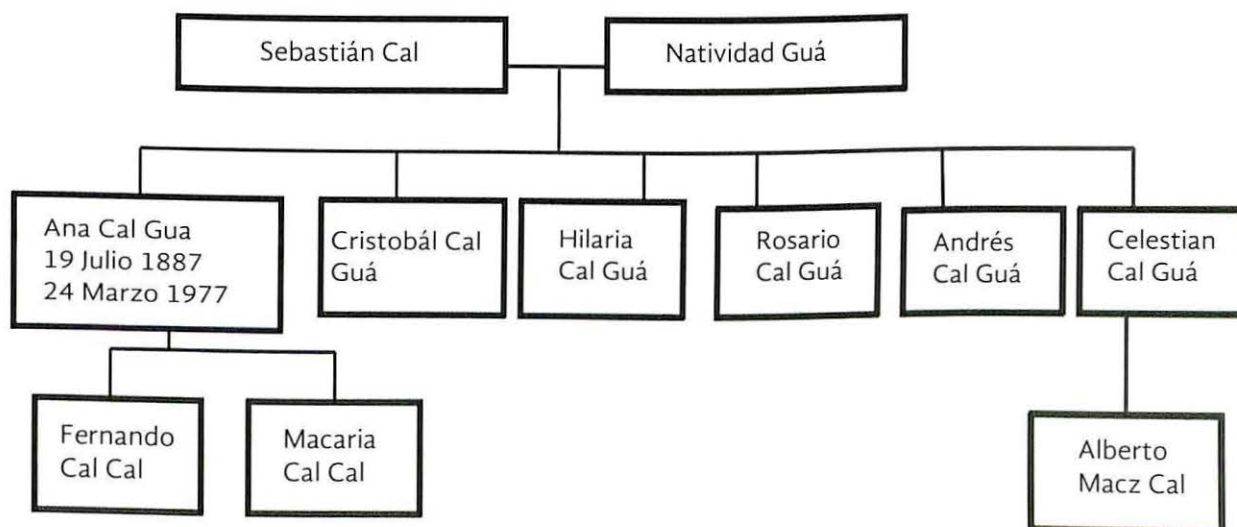 Sebastián Cal
Natividad Guá
Ana Cal Gua
19 Julio 1887
24 Marzo 1977
Cristobál Cal
Guá
Hilaria
Cal Guá
Rosario
Cal Guá
Andrés
Cal Guá
Celestian
Cal Guá
Fernando
Cal Cal
Macaria
Cal Cal
Alberto
Macz Cal